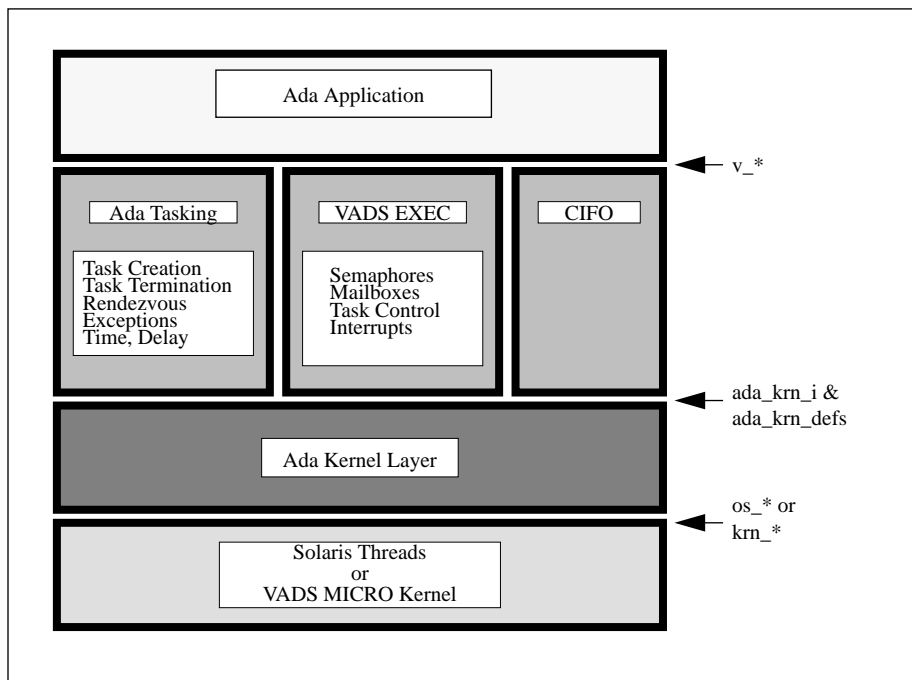 Ada Application
v_*
Ada Tasking
Task Creation
Task Termination
Rendezvous
Exceptions
Time, Delay
VADS EXEC
Semaphores
Mailboxes
Task Control
Interrupts
CIFO
ada_krn_i &
ada_krn_defs
Ada Kernel Layer
os_* or
krn_*
Solaris Threads
or
VADS MICRO Kernel